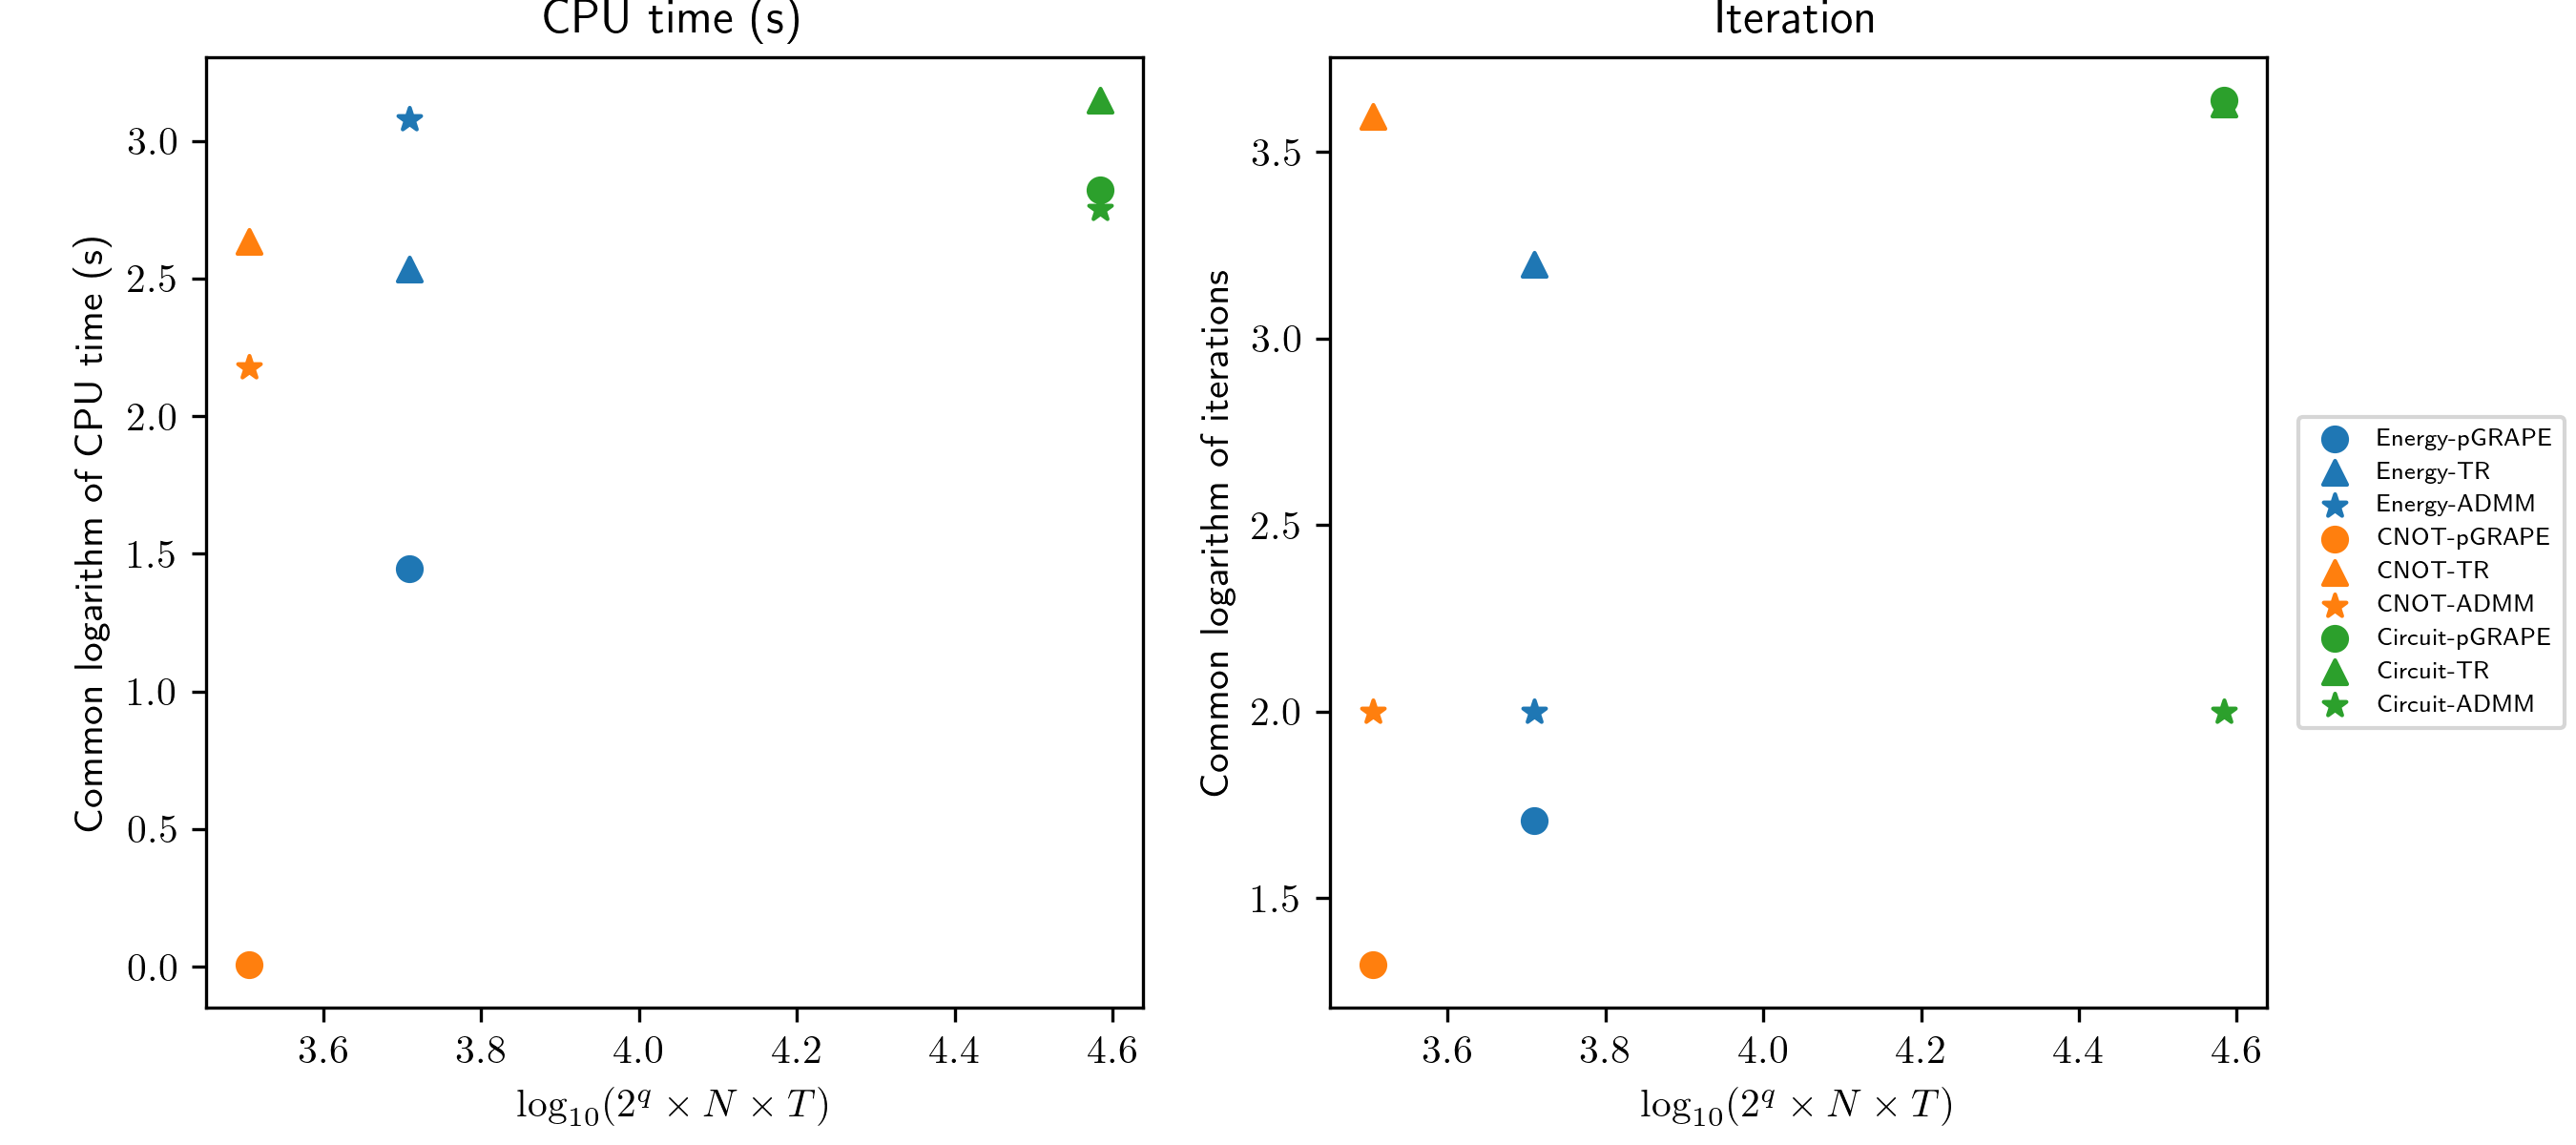 CPU time (s)
Common logarithm of CPU time (s)
3.0
2.5
2.0
1.5
1.0
0.5
0.0
3.6 3.8 4.0 4.2 4.4 4.6
log₁₀(2^q × N × T)
Iteration
Common logarithm of iterations
3.5
3.0
2.5
2.0
1.5
3.6 3.8 4.0 4.2 4.4 4.6
log₁₀(2^q × N × T)
Energy-pGRAPE
Energy-TR
Energy-ADMM
CNOT-pGRAPE
CNOT-TR
CNOT-ADMM
Circuit-pGRAPE
Circuit-TR
Circuit-ADMM